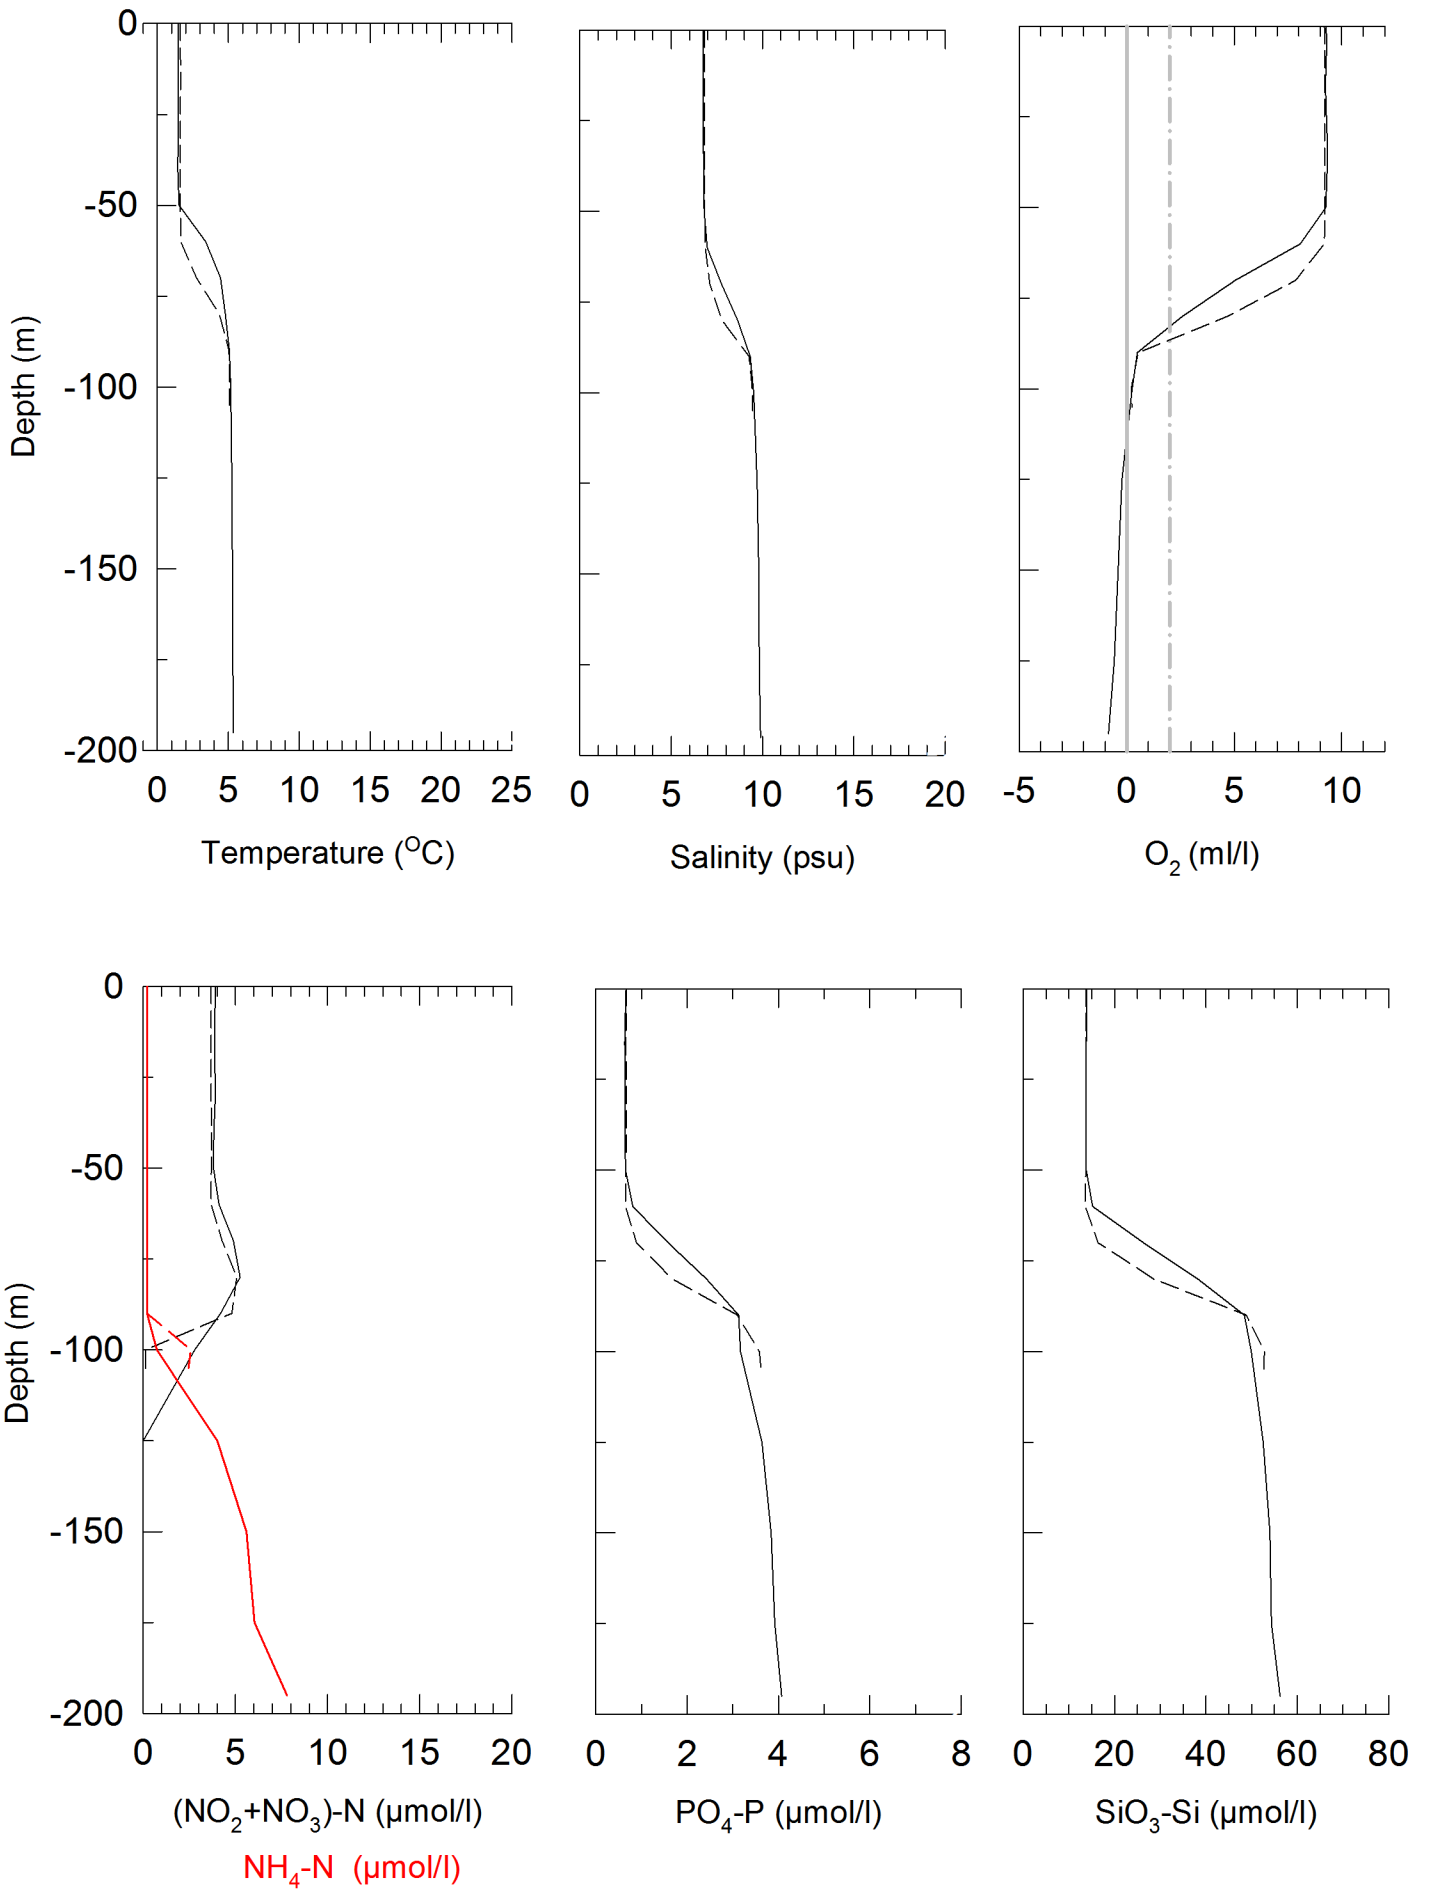 0
-50
-100
-150
-200
Depth (m)
0 5 10 15 20 25
Temperature (°C)
0 5 10 15 20
Salinity (psu)
-5 0 5 10
O₂ (ml/l)
0
-50
-100
-150
-200
Depth (m)
0 5 10 15 20
(NO₂+NO₃)-N (µmol/l)
NH₄-N (µmol/l)
0 2 4 6 8
PO₄-P (µmol/l)
0 20 40 60 80
SiO₃-Si (µmol/l)